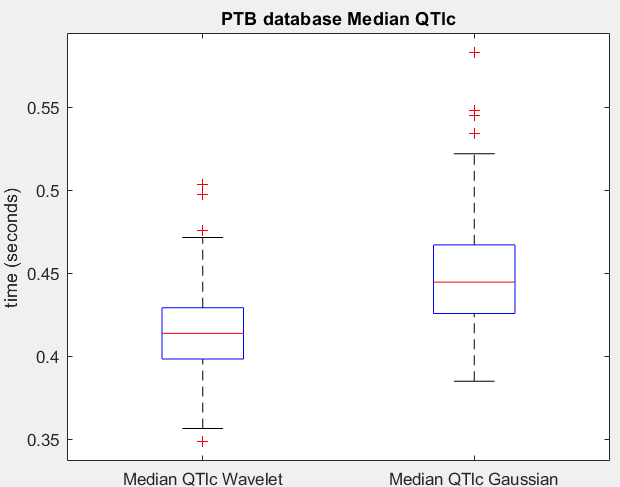 PTB database Median QTlc
time (seconds)
0.55
0.5
0.45
0.4
0.35
Median QTlc Wavelet
Median QTlc Gaussian